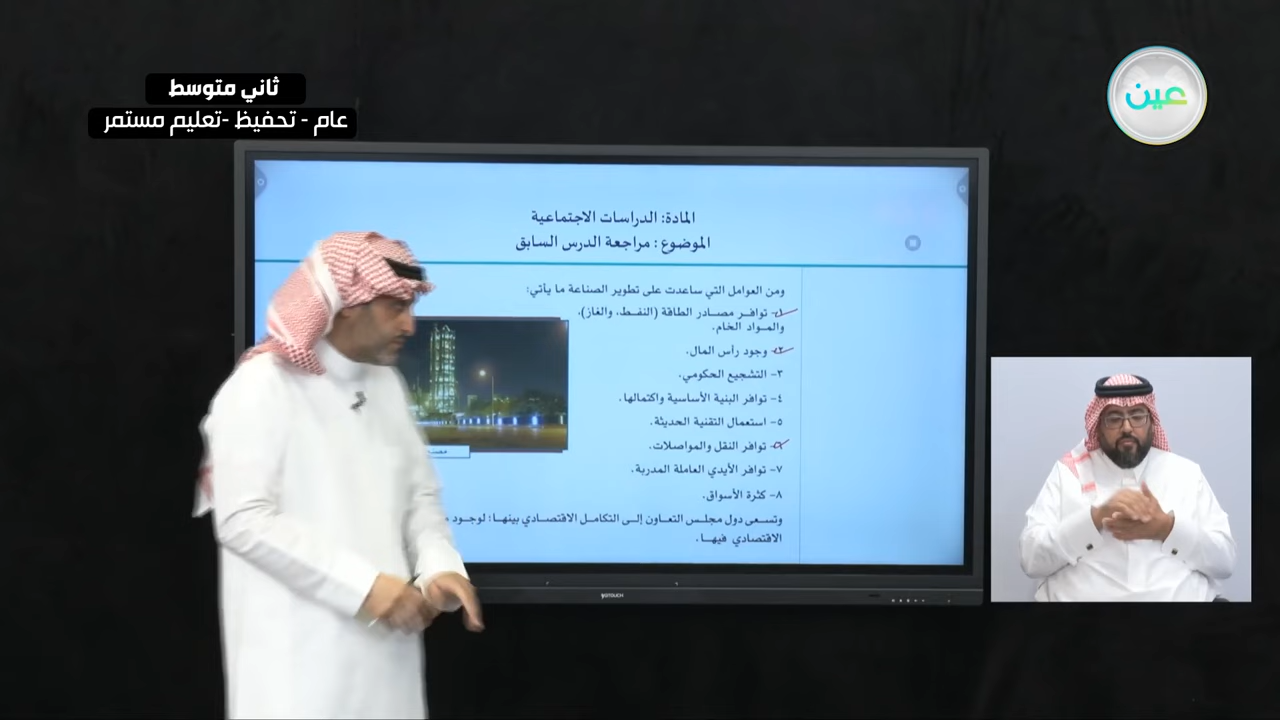 ثاني متوسط
عام - تحفيظ -تعليم مستمر
عين
المادة: الدراسات الاجتماعية
الموضوع : مراجعة الدرس السابق
ومن العوامل التي ساعدت على تطوير الصناعة ما يأتي:
١- توافر مصادر الطاقة (النفط، والغاز)،
والمواد الخام.
٢- وجود رأس المال.
٣- التشجيع الحكومي.
٤- توافر البنية الأساسية واكتمالها.
٥- استعمال التقنية الحديثة.
٦- توافر النقل والمواصلات.
٧- توافر الأيدي العاملة المدربة.
٨- كثرة الأسواق.
وتسعى دول مجلس التعاون إلى التكامل الاقتصادي بينها؛ لوجود
الاقتصادي فيها.